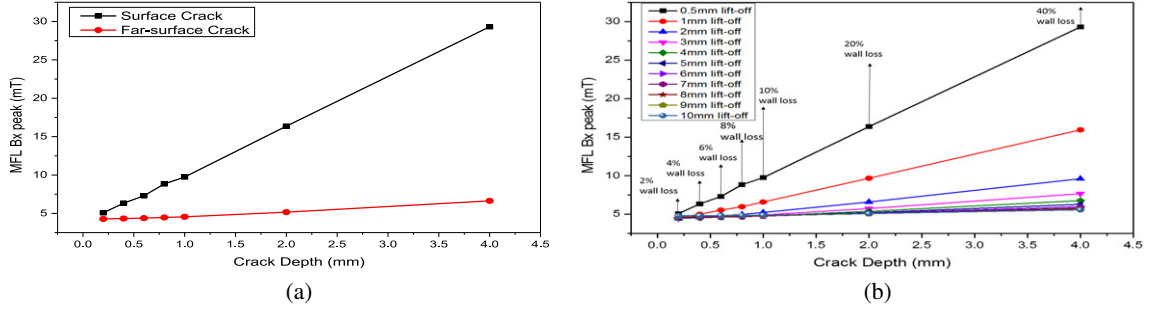 Surface Crack
Far-surface Crack
MFL Bx peak (mT)
30
25
20
15
10
5
0.0 0.5 1.0 1.5 2.0 2.5 3.0 3.5 4.0 4.5
Crack Depth (mm)
(a)
0.5mm lift-off
1mm lift-off
2mm lift-off
3mm lift-off
4mm lift-off
5mm lift-off
6mm lift-off
7mm lift-off
8mm lift-off
9mm lift-off
10mm lift-off
2%
wall loss
4%
wall loss
6%
wall loss
8%
wall loss
10%
wall loss
20%
wall loss
40%
wall loss
MFL Bx peak (mT)
30
25
20
15
10
5
0.0 0.5 1.0 1.5 2.0 2.5 3.0 3.5 4.0 4.5
Crack Depth (mm)
(b)